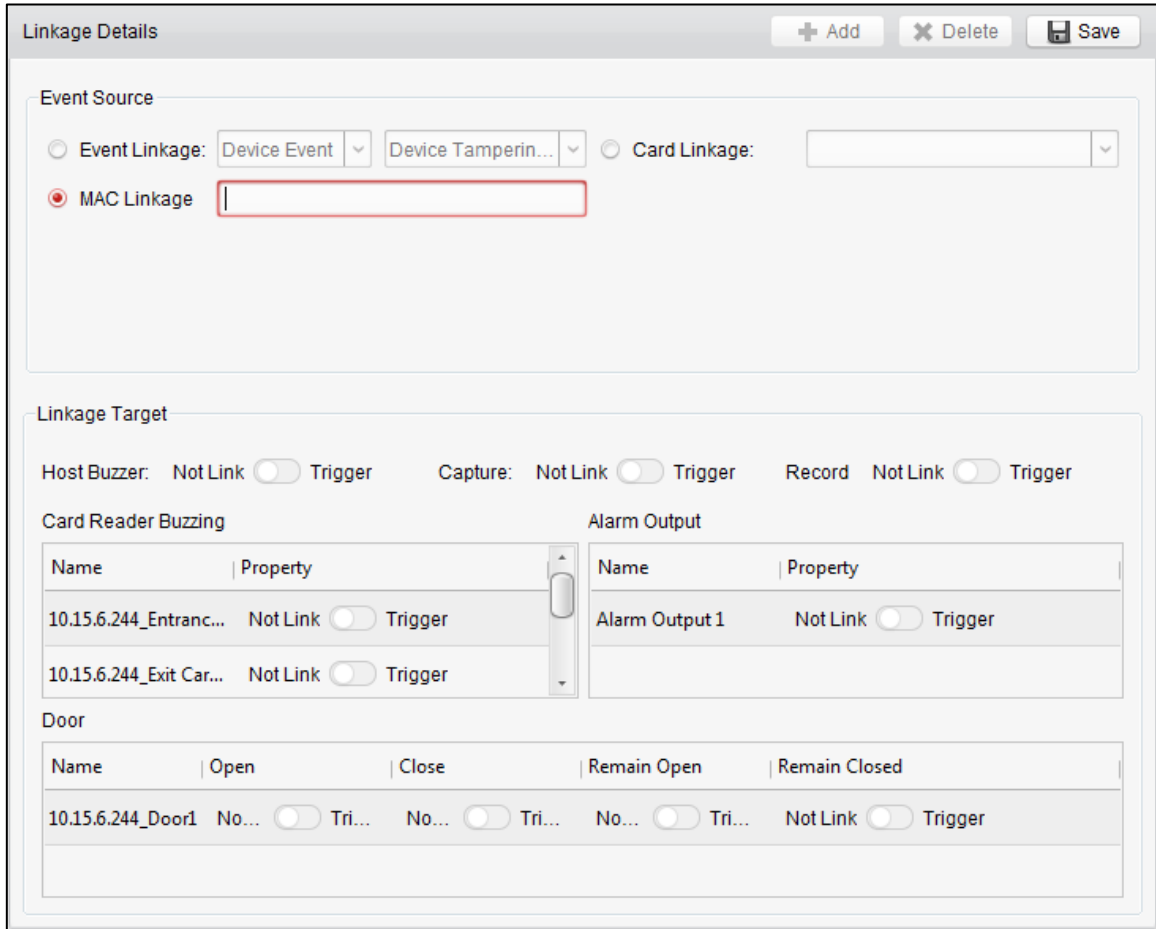 Linkage Details Add Delete Save
Event Source
Event Linkage: Device Event Device Tamperin... Card Linkage:
MAC Linkage
Linkage Target
Host Buzzer: Not Link Trigger Capture: Not Link Trigger Record Not Link Trigger
Card Reader Buzzing Alarm Output
Name Property Name Property
10.15.6.244_Entranc... Not Link Trigger Alarm Output 1 Not Link Trigger
10.15.6.244_Exit Car... Not Link Trigger
Door
Name Open Close Remain Open Remain Closed
10.15.6.244_Door1 No... Tri... No... Tri... No... Tri... Not Link Trigger